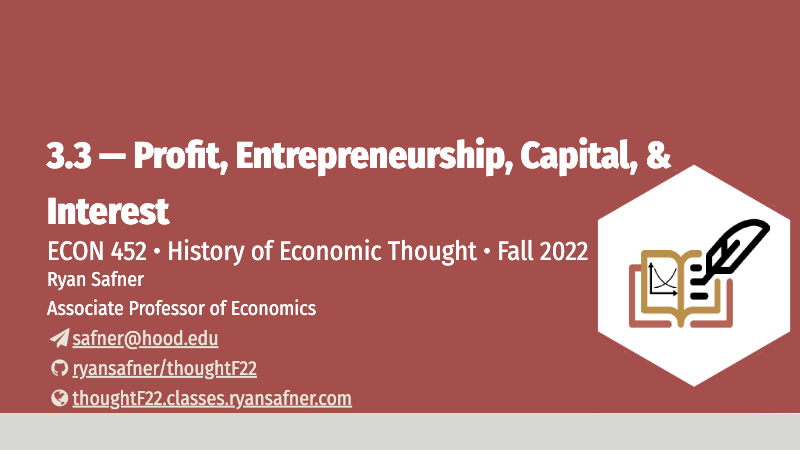 3.3 — Profit, Entrepreneurship, Capital, &
Interest
ECON 452 • History of Economic Thought • Fall 2022
Ryan Safner
Associate Professor of Economics
safner@hood.edu
ryansafner/thoughtF22
thoughtF22.classes.ryansafner.com